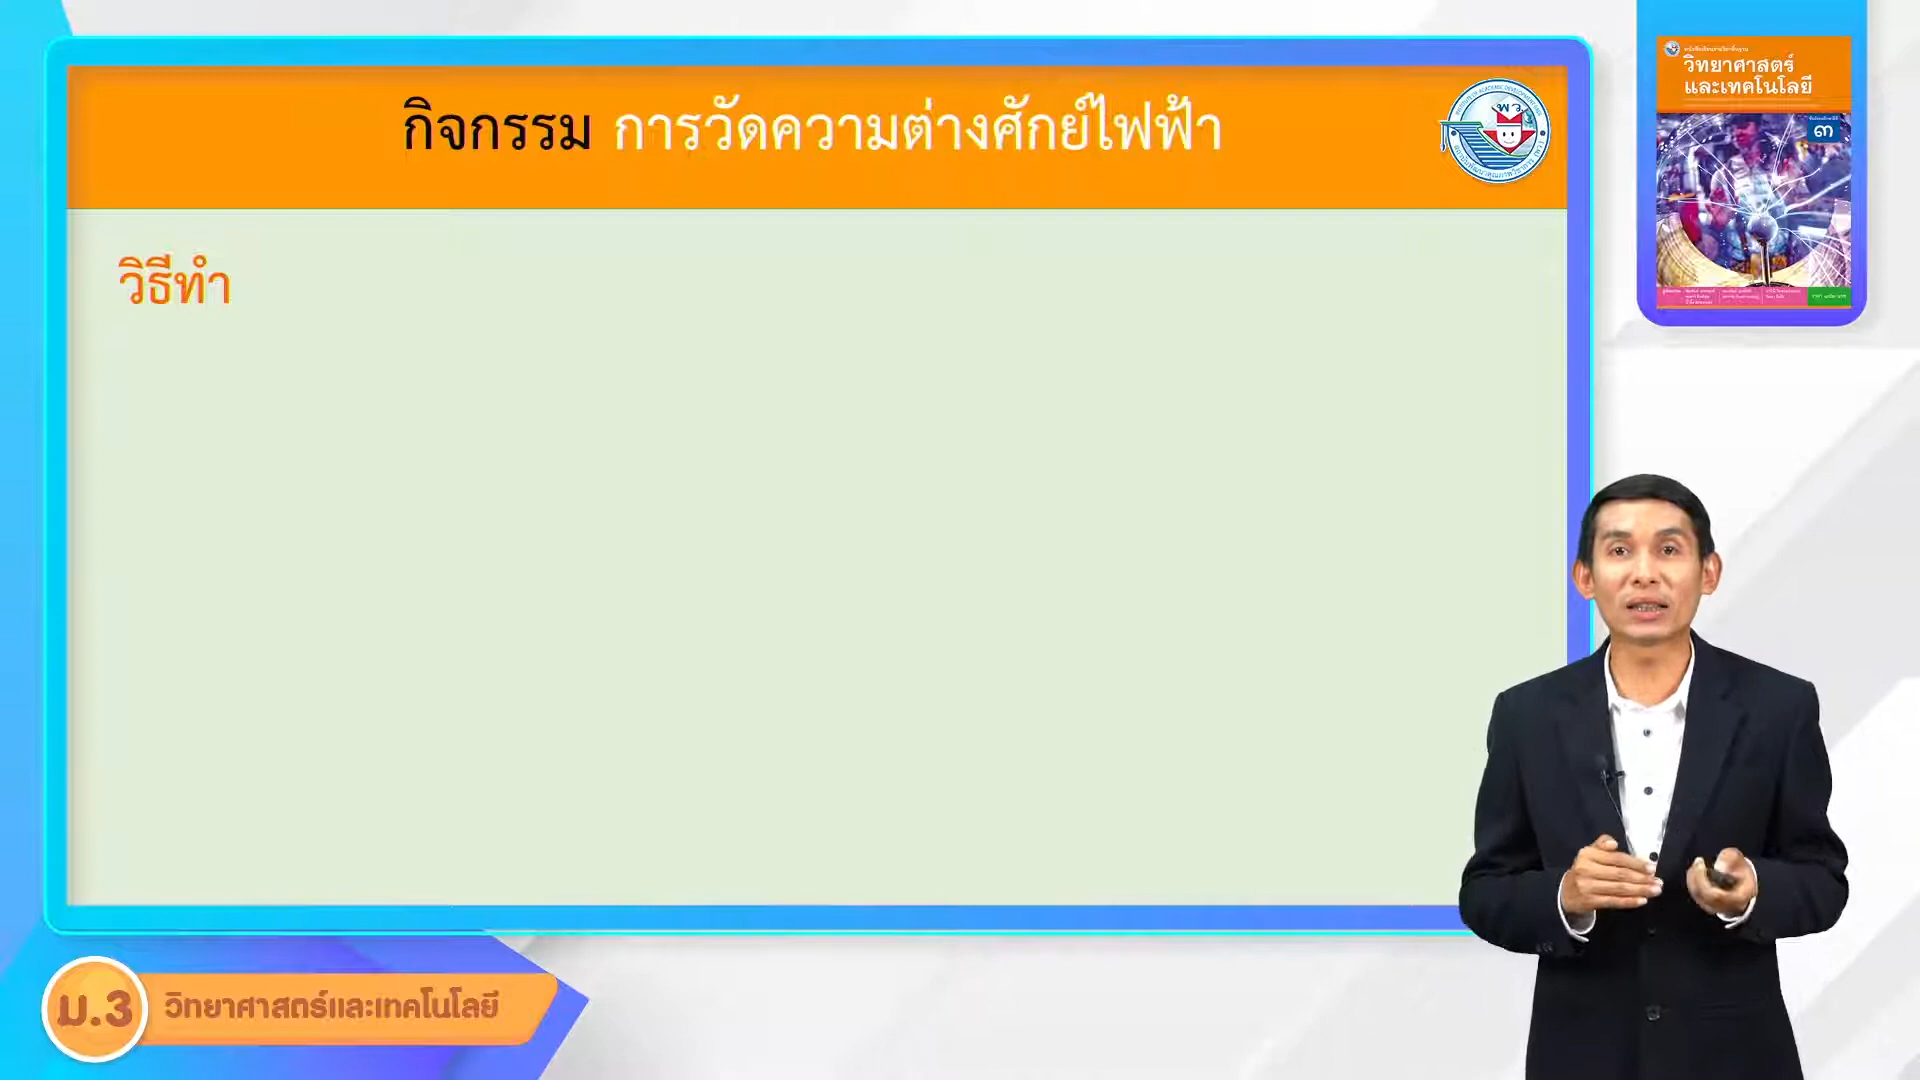 กิจกรรม การวัดความต่างศักย์ไฟฟ้า
พว
วิธีทำ
วิทยาศาสตร์
และเทคโนโลยี
๓
ม.3
วิทยาศาสตร์และเทคโนโลยี